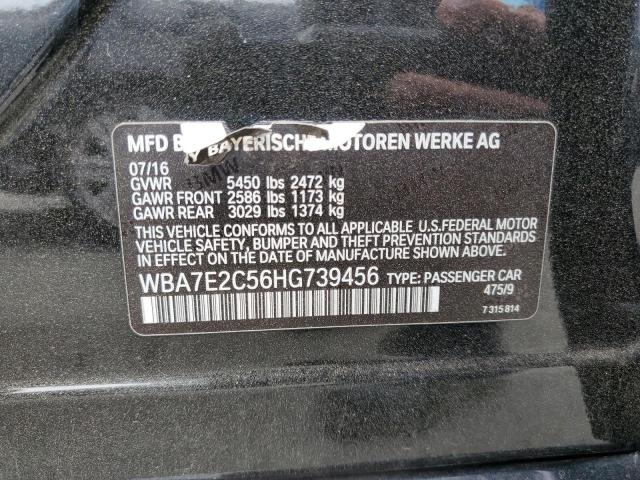 MFD BY BAYERISCHE MOTOREN WERKE AG
07/16
GVWR 5450 lbs 2472 kg
GAWR FRONT 2586 lbs 1173 kg
GAWR REAR 3029 lbs 1374 kg
THIS VEHICLE CONFORMS TO ALL APPLICABLE U.S.FEDERAL MOTOR
VEHICLE SAFETY, BUMPER AND THEFT PREVENTION STANDARDS IN
EFFECT ON THE DATE OF MANUFACTURE SHOWN ABOVE.
WBA7E2C56HG739456 TYPE: PASSENGER CAR
475/9
7 315 814